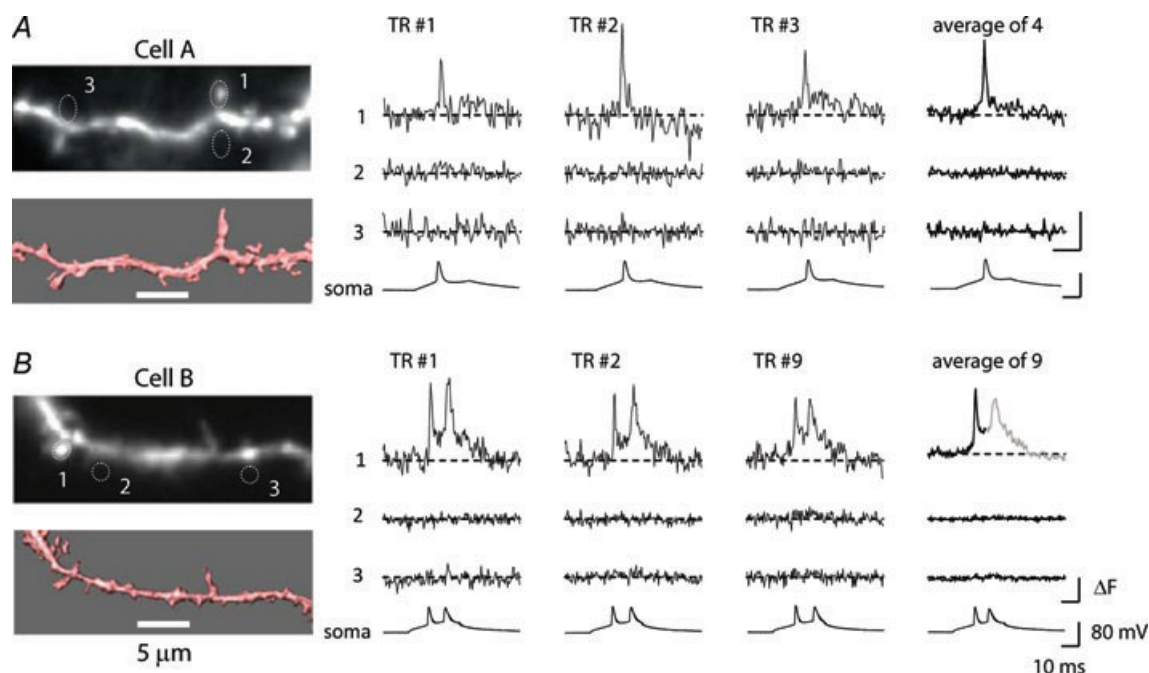 A
Cell A
3
1
2
TR #1
TR #2
TR #3
average of 4
1
2
3
soma
B
Cell B
1
2
3
5 μm
TR #1
TR #2
TR #9
average of 9
1
2
3
soma
ΔF
80 mV
10 ms